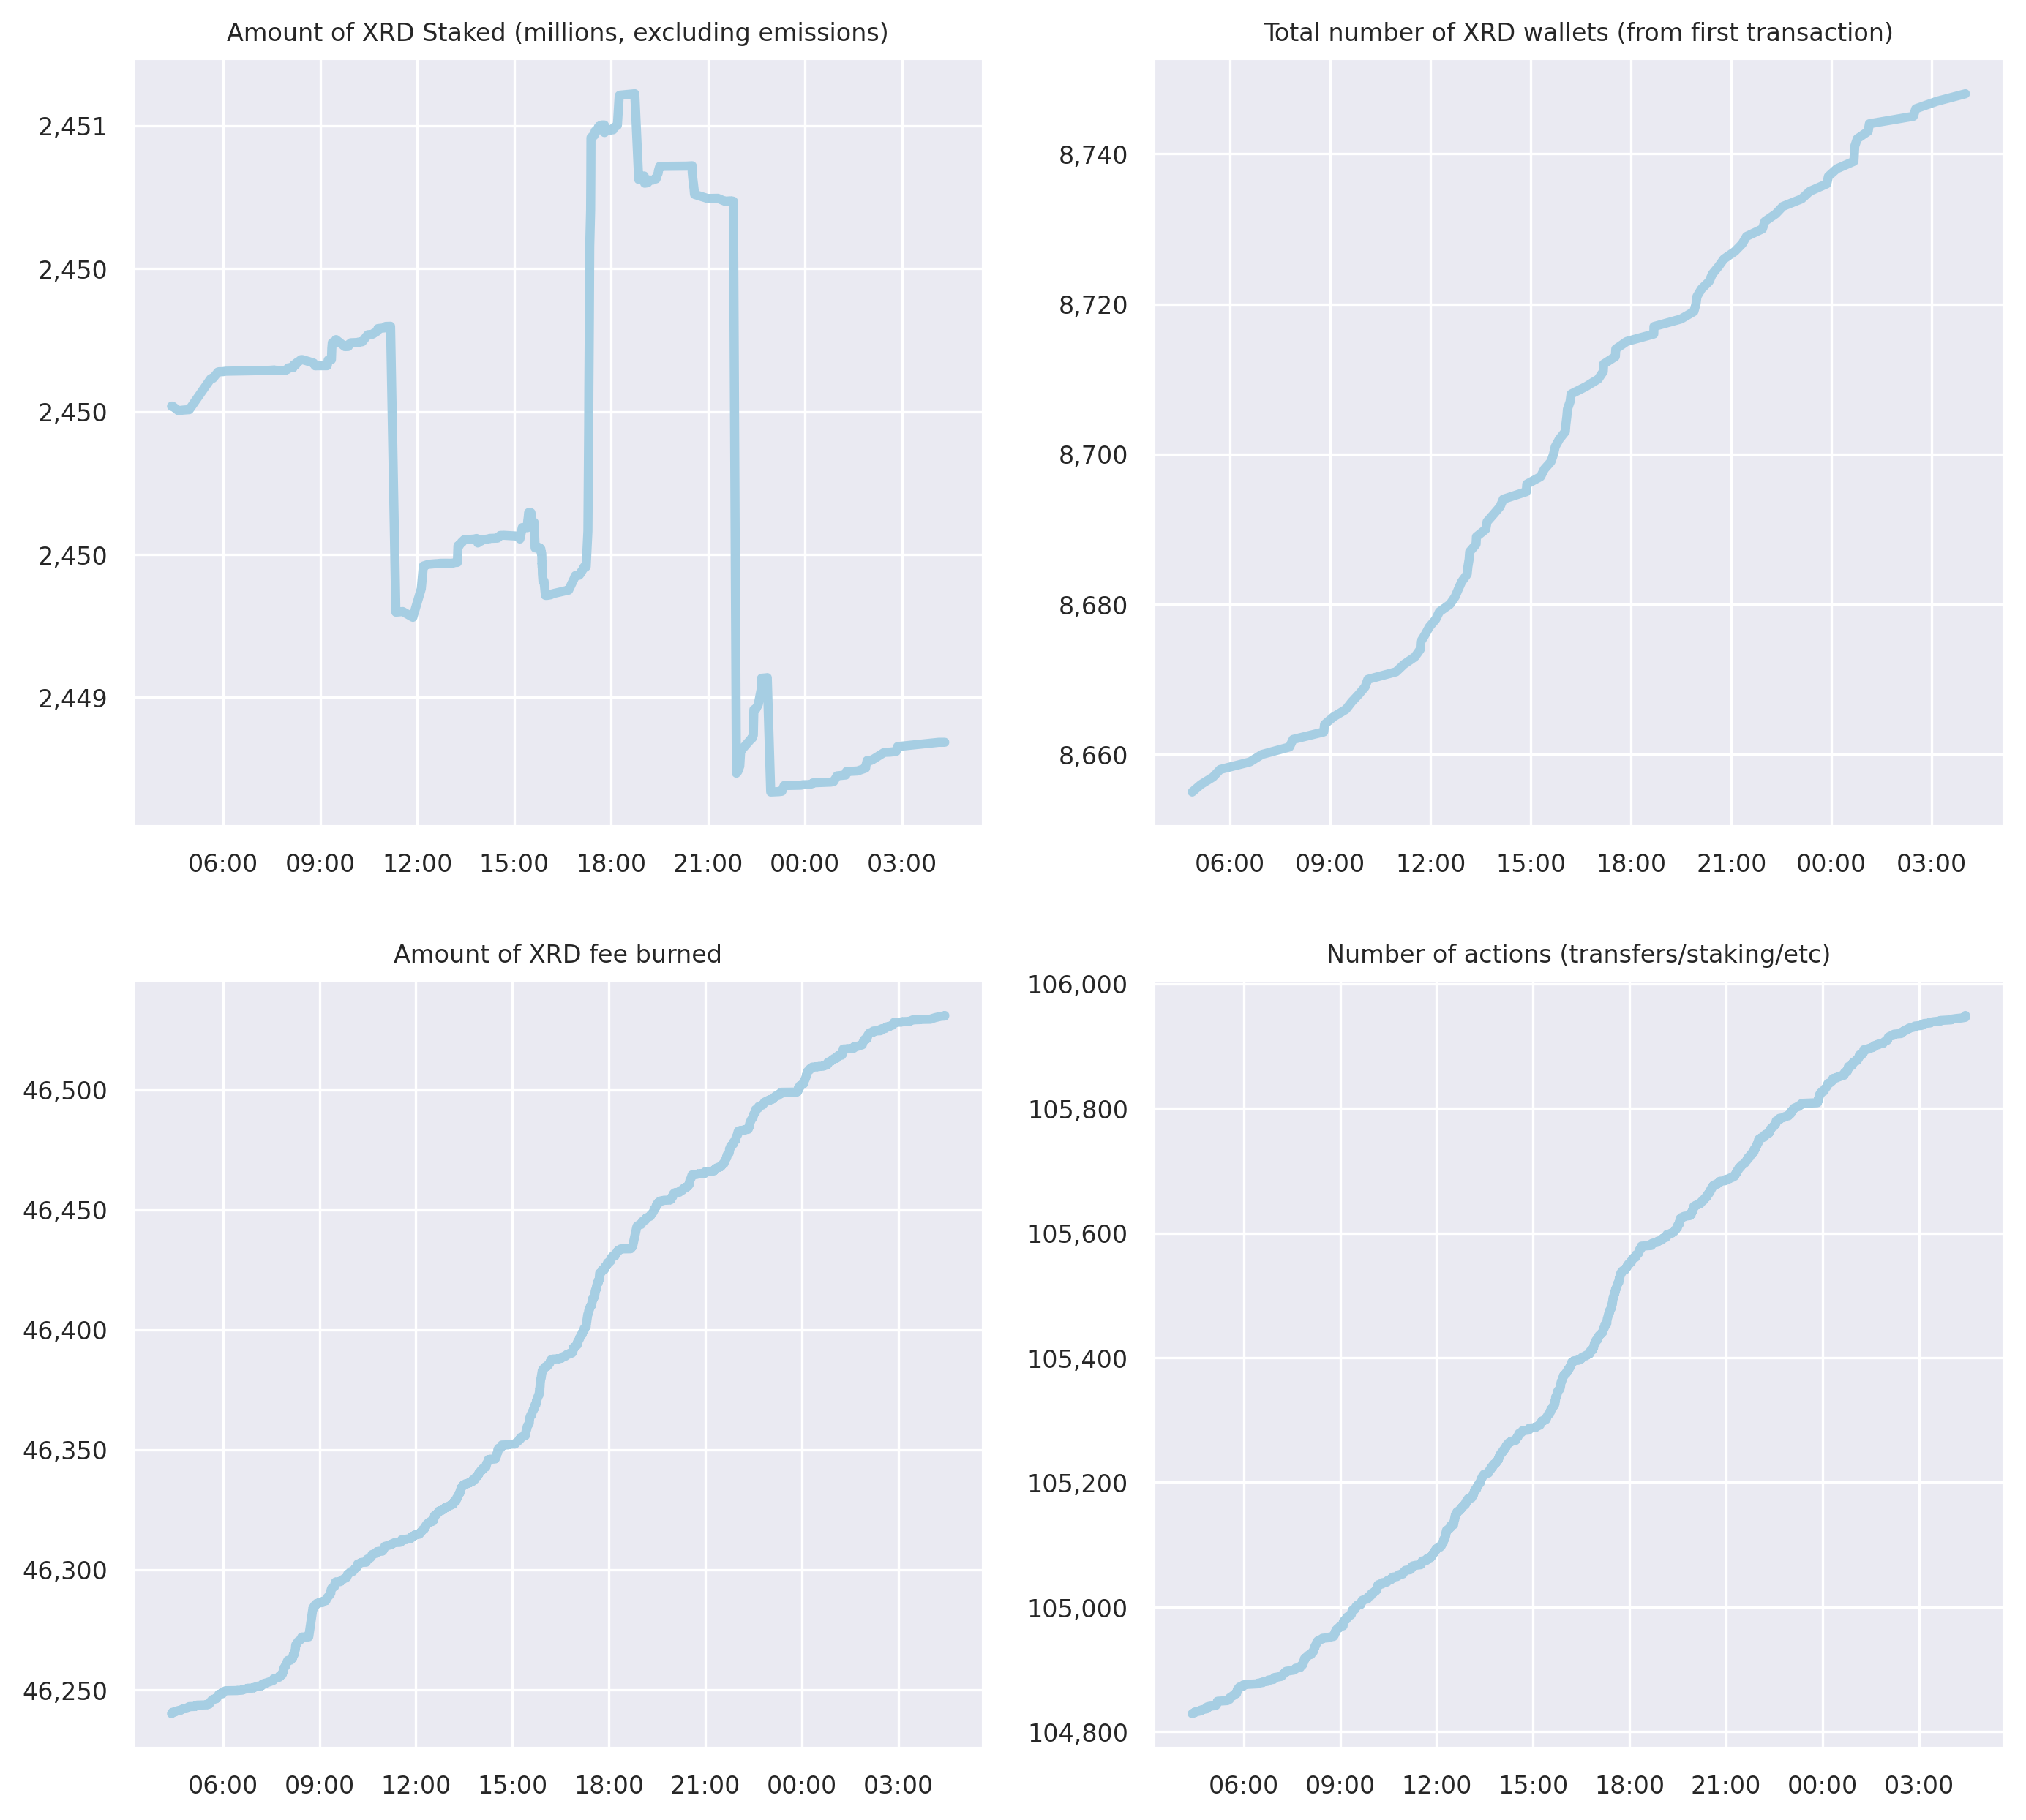 Amount of XRD Staked (millions, excluding emissions)
2,451
2,450
2,450
2,450
2,449
06:00 09:00 12:00 15:00 18:00 21:00 00:00 03:00
Total number of XRD wallets (from first transaction)
8,740
8,720
8,700
8,680
8,660
06:00 09:00 12:00 15:00 18:00 21:00 00:00 03:00
Amount of XRD fee burned
46,500
46,450
46,400
46,350
46,300
46,250
06:00 09:00 12:00 15:00 18:00 21:00 00:00 03:00
Number of actions (transfers/staking/etc)
106,000
105,800
105,600
105,400
105,200
105,000
104,800
06:00 09:00 12:00 15:00 18:00 21:00 00:00 03:00